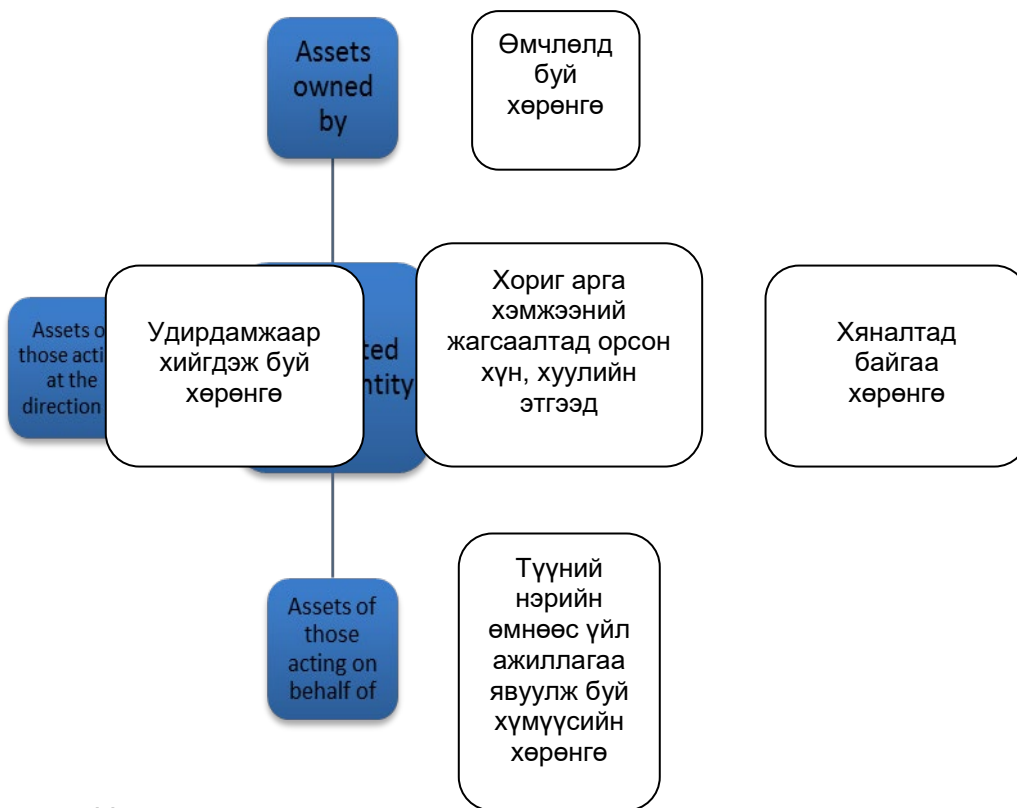 Assets
owned
by
Өмчлөлд
буй
хөрөнгө
Assets
those
at the
direction
Удирдамжаар
хийгдэж буй
хөрөнгө
Хориг арга
хэмжээний
жагсаалтад орсон
хүн, хуулийн
этгээд
Хяналтад
байгаа
хөрөнгө
Assets of
those
acting on
behalf of
Түүний
нэрийн
өмнөөс үйл
ажиллагаа
явуулж буй
хүмүүсийн
хөрөнгө